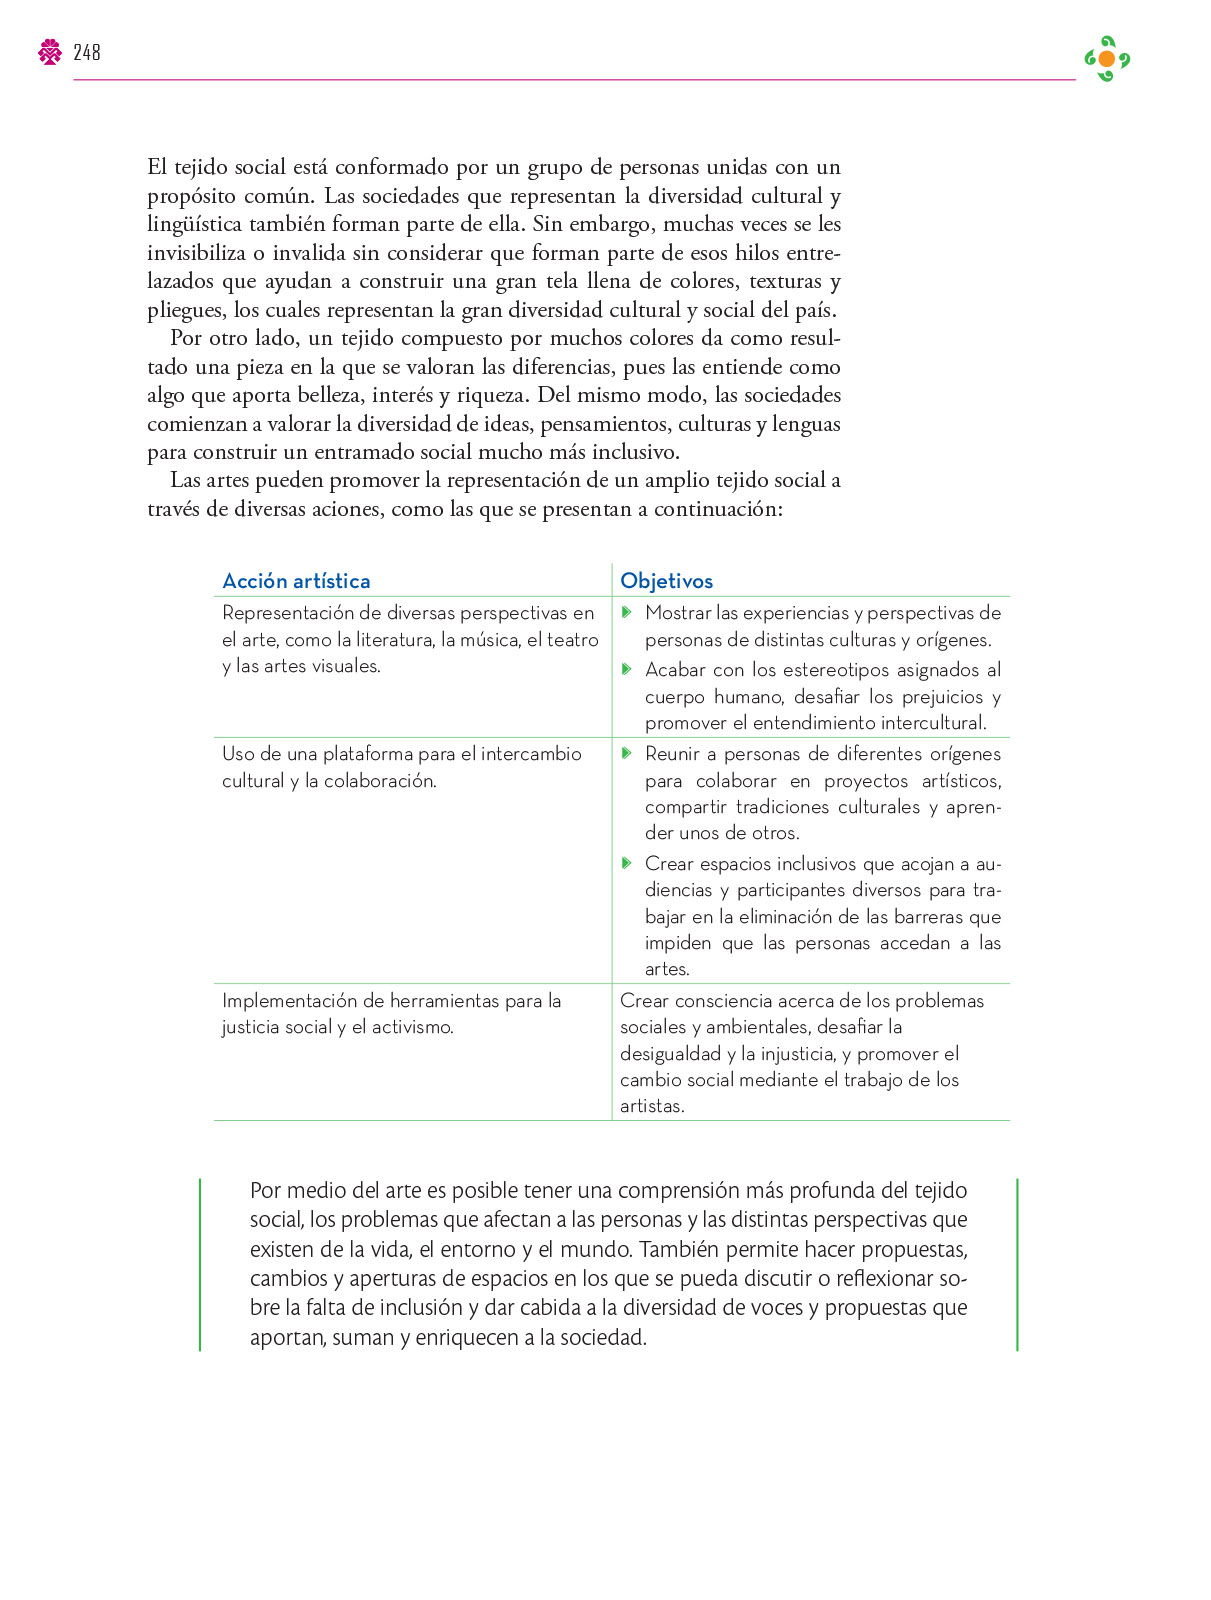 248
El tejido social está conformado por un grupo de personas unidas con un
propósito común. Las sociedades que representan la diversidad cultural y
lingüística también forman parte de ella. Sin embargo, muchas veces se les
invisibiliza o invalida sin considerar que forman parte de esos hilos entre-
lazados que ayudan a construir una gran tela llena de colores, texturas y
pliegues, los cuales representan la gran diversidad cultural y social del país.
Por otro lado, un tejido compuesto por muchos colores da como resul-
tado una pieza en la que se valoran las diferencias, pues las entiende como
algo que aporta belleza, interés y riqueza. Del mismo modo, las sociedades
comienzan a valorar la diversidad de ideas, pensamientos, culturas y lenguas
para construir un entramado social mucho más inclusivo.
Las artes pueden promover la representación de un amplio tejido social a
través de diversas aciones, como las que se presentan a continuación:
Acción artística
Objetivos
Representación de diversas perspectivas en
el arte, como la literatura, la música, el teatro
y las artes visuales.
Mostrar las experiencias y perspectivas de
personas de distintas culturas y orígenes.
Acabar con los estereotipos asignados al
cuerpo humano, desafiar los prejuicios y
promover el entendimiento intercultural.
Uso de una plataforma para el intercambio
cultural y la colaboración.
Reunir a personas de diferentes orígenes
para colaborar en proyectos artísticos,
compartir tradiciones culturales y apren-
der unos de otros.
Crear espacios inclusivos que acojan a au-
diencias y participantes diversos para tra-
bajar en la eliminación de las barreras que
impiden que las personas accedan a las
artes.
Implementación de herramientas para la
justicia social y el activismo.
Crear consciencia acerca de los problemas
sociales y ambientales, desafiar la
desigualdad y la injusticia, y promover el
cambio social mediante el trabajo de los
artistas.
Por medio del arte es posible tener una comprensión más profunda del tejido
social, los problemas que afectan a las personas y las distintas perspectivas que
existen de la vida, el entorno y el mundo. También permite hacer propuestas,
cambios y aperturas de espacios en los que se pueda discutir o reflexionar so-
bre la falta de inclusión y dar cabida a la diversidad de voces y propuestas que
aportan, suman y enriquecen a la sociedad.